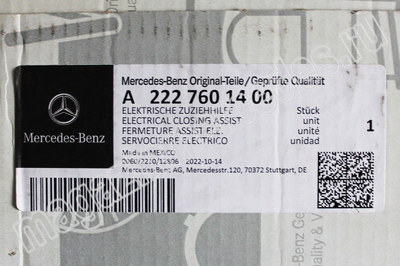 Mercedes-Benz Original-Teile / Geprüfte Qualität
A 222 760 14 00
ELEKTRISCHE ZUZIEHHILFE Stück
ELECTRICAL CLOSING ASSIST unit
FERMETURE ASSIST.ELE. unité
SERVOCIERRE ELECTRICO unidad
1
Mercedes-Benz
Made in MEXICO
2022-10-14
Mercedes-Benz AG, Mercedesstr.120, 70372 Stuttgart, DE